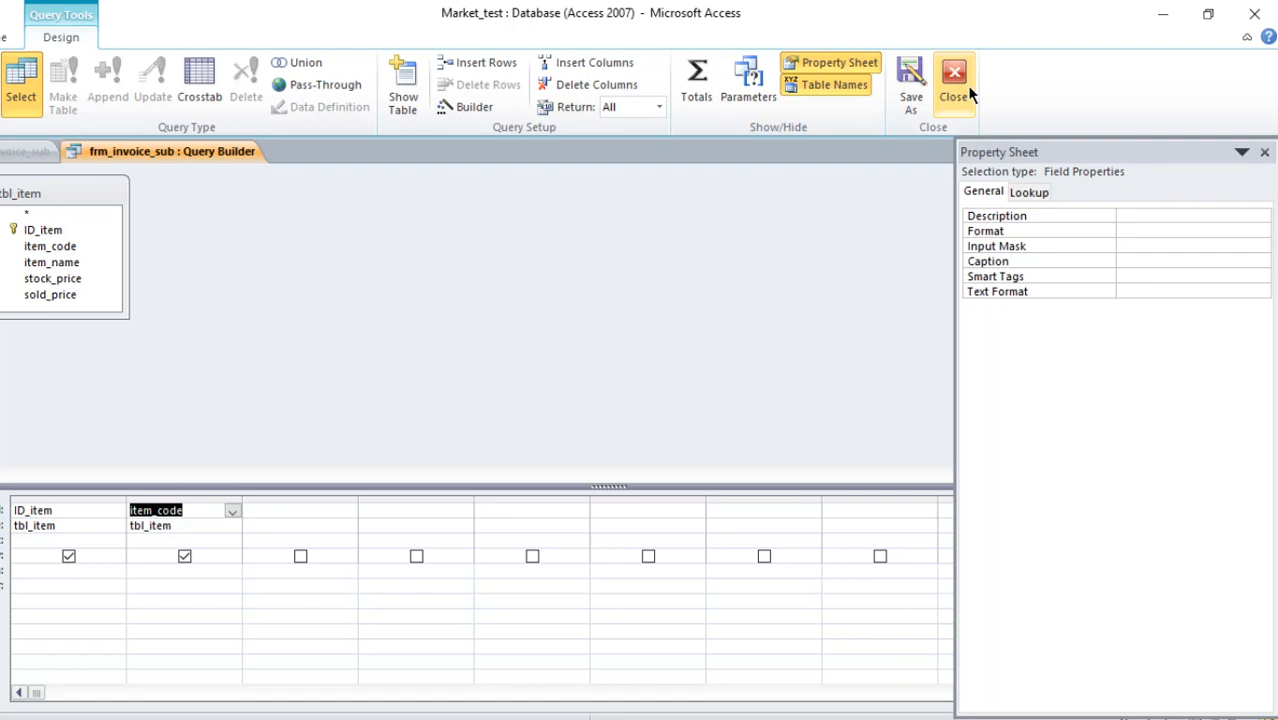 Query Tools
Market_test : Database (Access 2007) - Microsoft Access
Design
Select
Make Table
Append
Update
Crosstab
Delete
Union
Pass-Through
Data Definition
Query Type
Show Table
Insert Rows
Delete Rows
Builder
Insert Columns
Delete Columns
Return: All
Query Setup
Totals
Parameters
Property Sheet
Table Names
Show/Hide
Save As
Close
Close
voice_sub
frm_invoice_sub : Query Builder
Property Sheet
Selection type: Field Properties
General Lookup
Description
Format
Input Mask
Caption
Smart Tags
Text Format
tbl_item
*
ID_item
item_code
item_name
stock_price
sold_price
ID_item item_code
tbl_item tbl_item